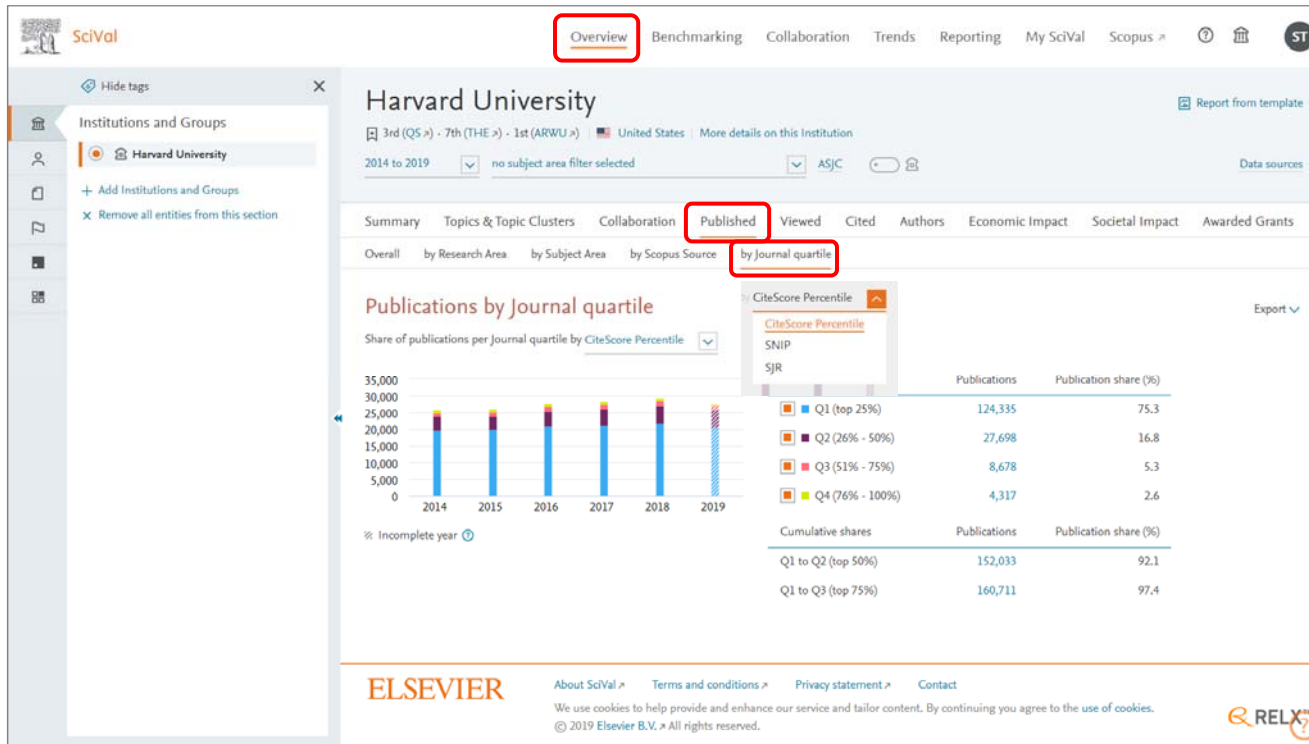 SciVal
Overview Benchmarking Collaboration Trends Reporting My SciVal Scopus ST
Hide tags
Institutions and Groups
Harvard University
+ Add Institutions and Groups
x Remove all entities from this section
Harvard University
Report from template
3rd (QS) - 7th (THE) - 1st (ARWU) United States More details on this Institution
2014 to 2019 no subject area filter selected ASJC Data sources
Summary Topics & Topic Clusters Collaboration Published Viewed Cited Authors Economic Impact Societal Impact Awarded Grants
Overall by Research Area by Subject Area by Scopus Source by Journal quartile
Publications by Journal quartile
Export
Share of publications per Journal quartile by CiteScore Percentile
CiteScore Percentile
CiteScore Percentile
SNIP
SJR
35,000
30,000
25,000
20,000
15,000
10,000
5,000
0
2014 2015 2016 2017 2018 2019
Incomplete year
Publications Publication share (%)
Q1 (top 25%) 124,335 75.3
Q2 (26% - 50%) 27,698 16.8
Q3 (51% - 75%) 8,678 5.3
Q4 (76% - 100%) 4,317 2.6
Cumulative shares Publications Publication share (%)
Q1 to Q2 (top 50%) 152,033 92.1
Q1 to Q3 (top 75%) 160,711 97.4
ELSEVIER
About SciVal Terms and conditions Privacy statement Contact
We use cookies to help provide and enhance our service and tailor content. By continuing you agree to the use of cookies.
© 2019 Elsevier B.V. All rights reserved.
RELX